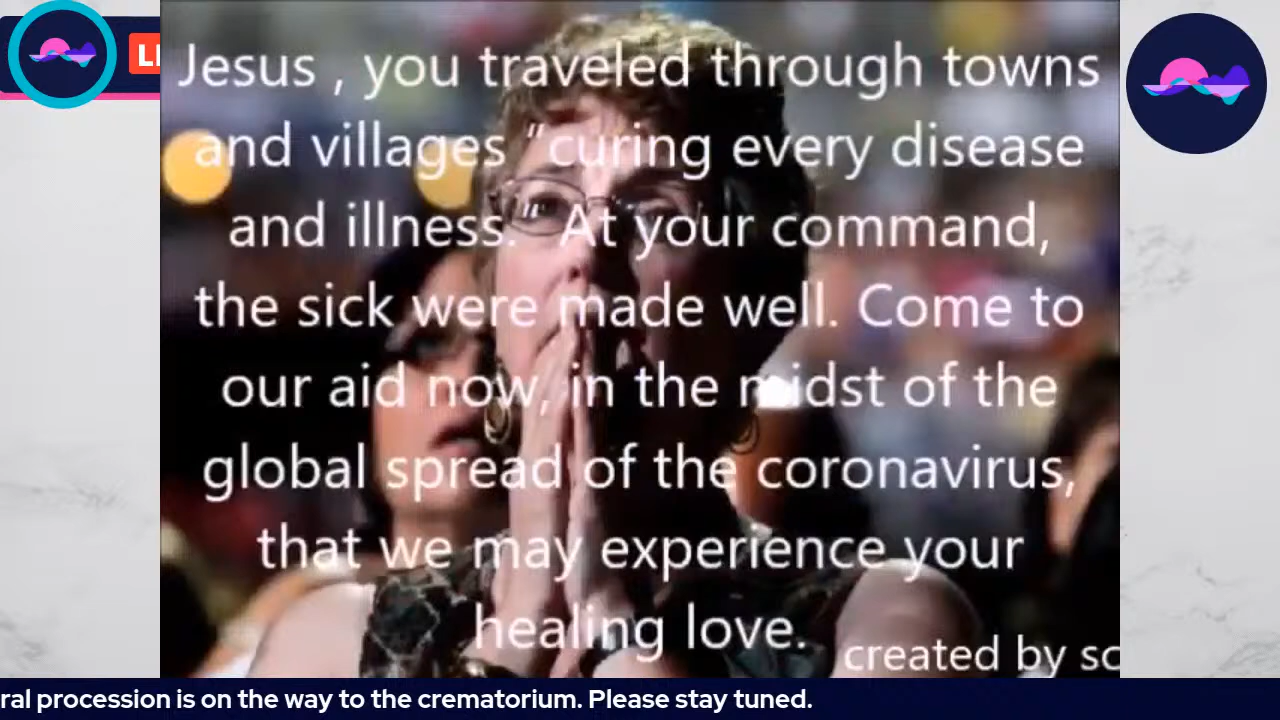 Jesus , you traveled through towns
and villages “curing every disease
and illness.” At your command,
the sick were made well. Come to
our aid now, in the midst of the
global spread of the coronavirus,
that we may experience your
healing love.
created by
procession is on the way to the crematorium. Please stay tuned.